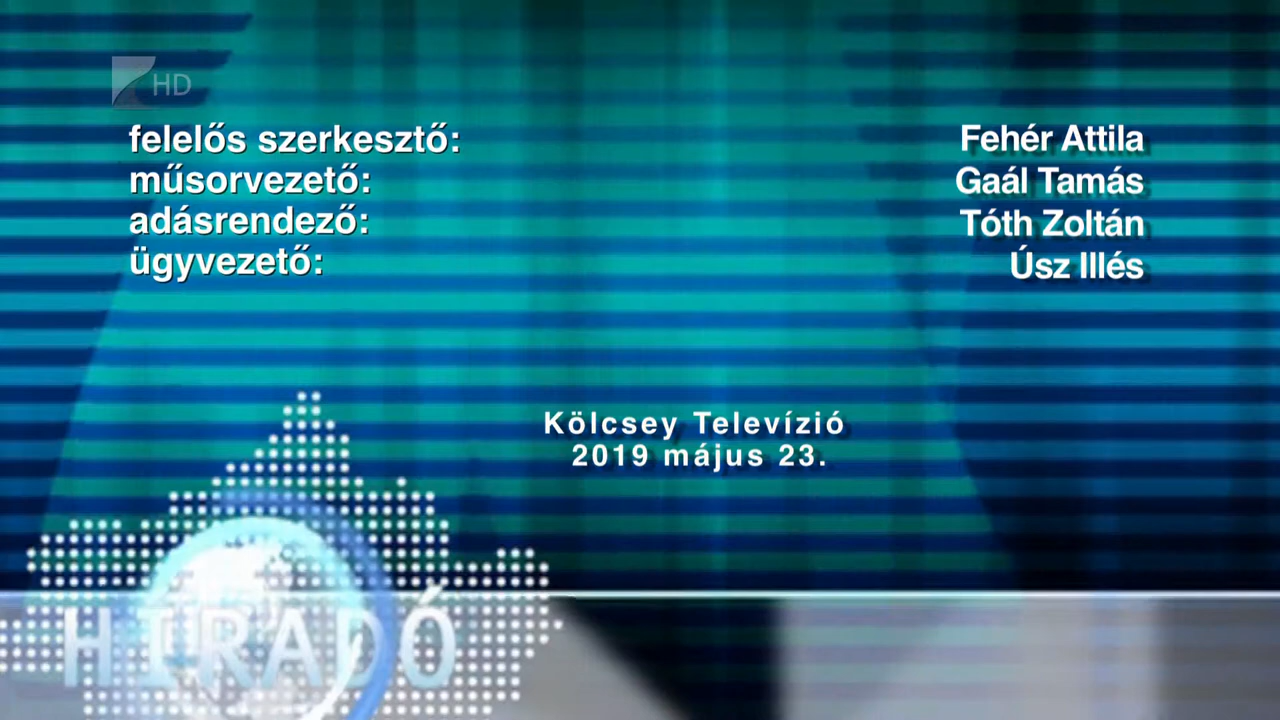 HD
felelős szerkesztő: Fehér Attila
műsorvezető: Gaál Tamás
adásrendező: Tóth Zoltán
ügyvezető: Úsz Illés
Kölcsey Televízió
2019 május 23.
HÍRADÓ